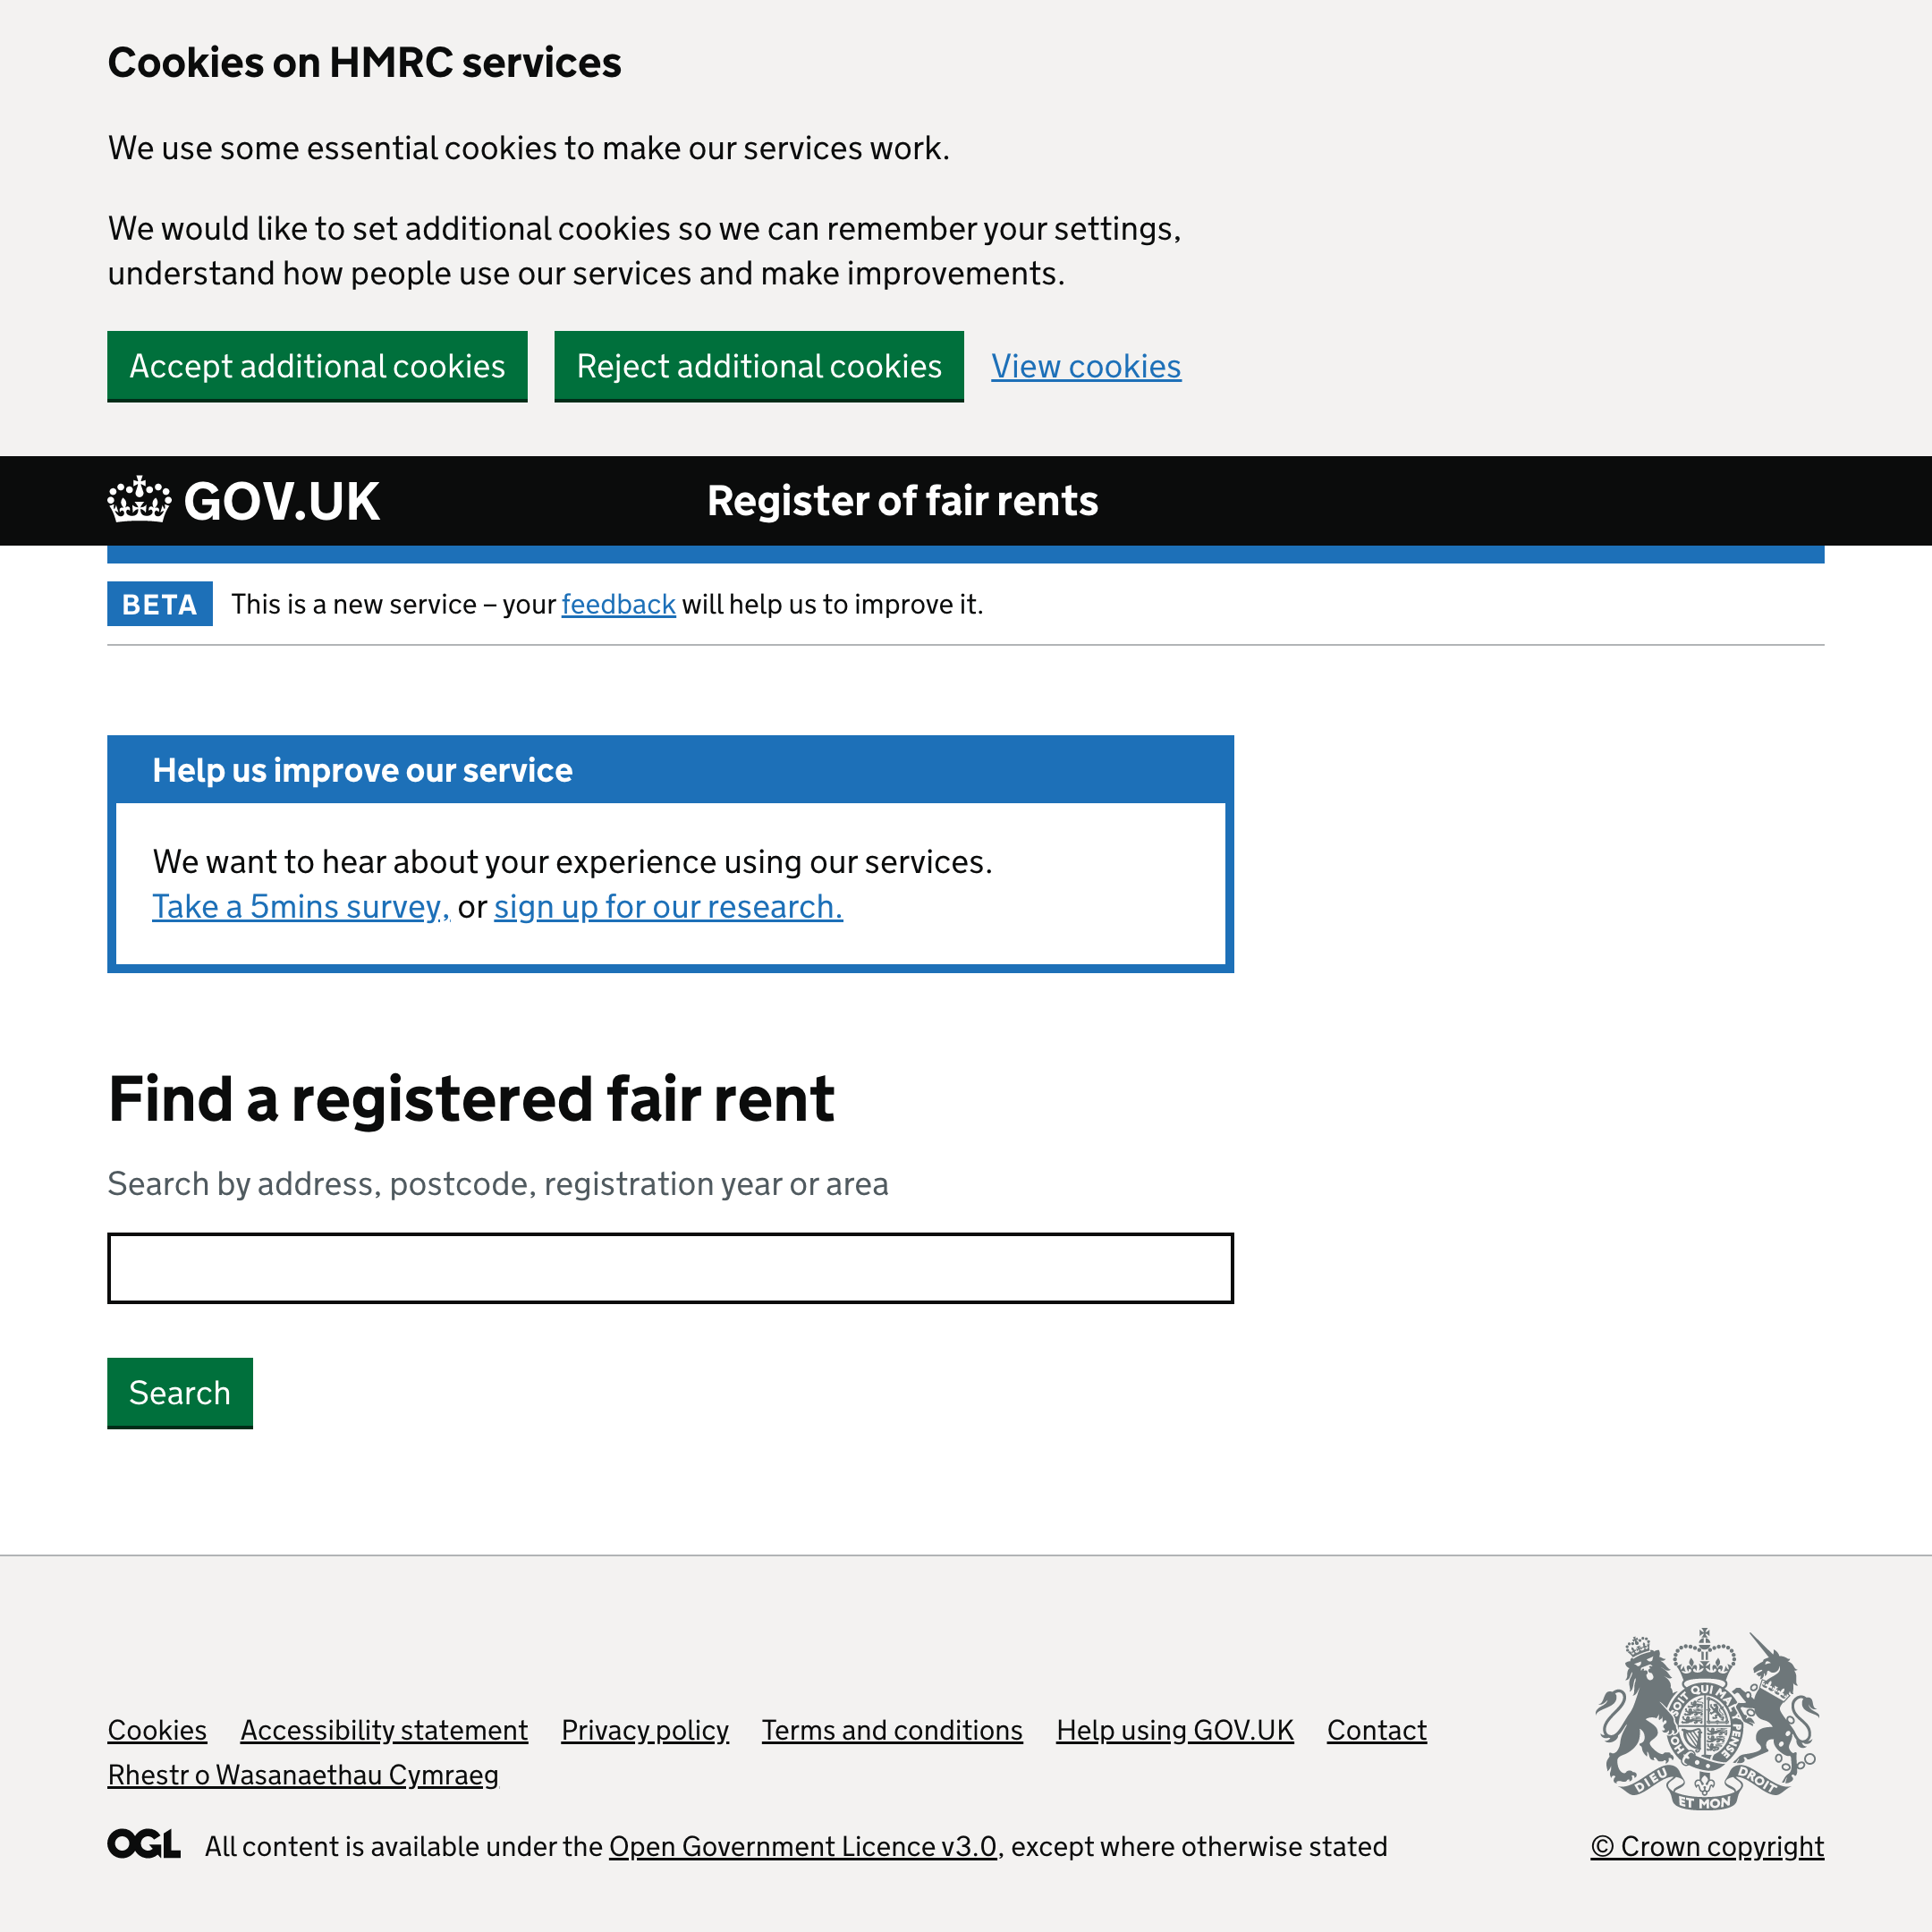 Cookies on HMRC services
We use some essential cookies to make our services work.
We would like to set additional cookies so we can remember your settings,
understand how people use our services and make improvements.
Accept additional cookies Reject additional cookies View cookies
GOV.UK Register of fair rents
BETA This is a new service – your feedback will help us to improve it.
Help us improve our service
We want to hear about your experience using our services.
Take a 5mins survey, or sign up for our research.
Find a registered fair rent
Search by address, postcode, registration year or area
Search
Cookies Accessibility statement Privacy policy Terms and conditions Help using GOV.UK Contact
Rhestr o Wasanaethau Cymraeg
DIEU ET MON DROIT
OGL All content is available under the Open Government Licence v3.0, except where otherwise stated
© Crown copyright